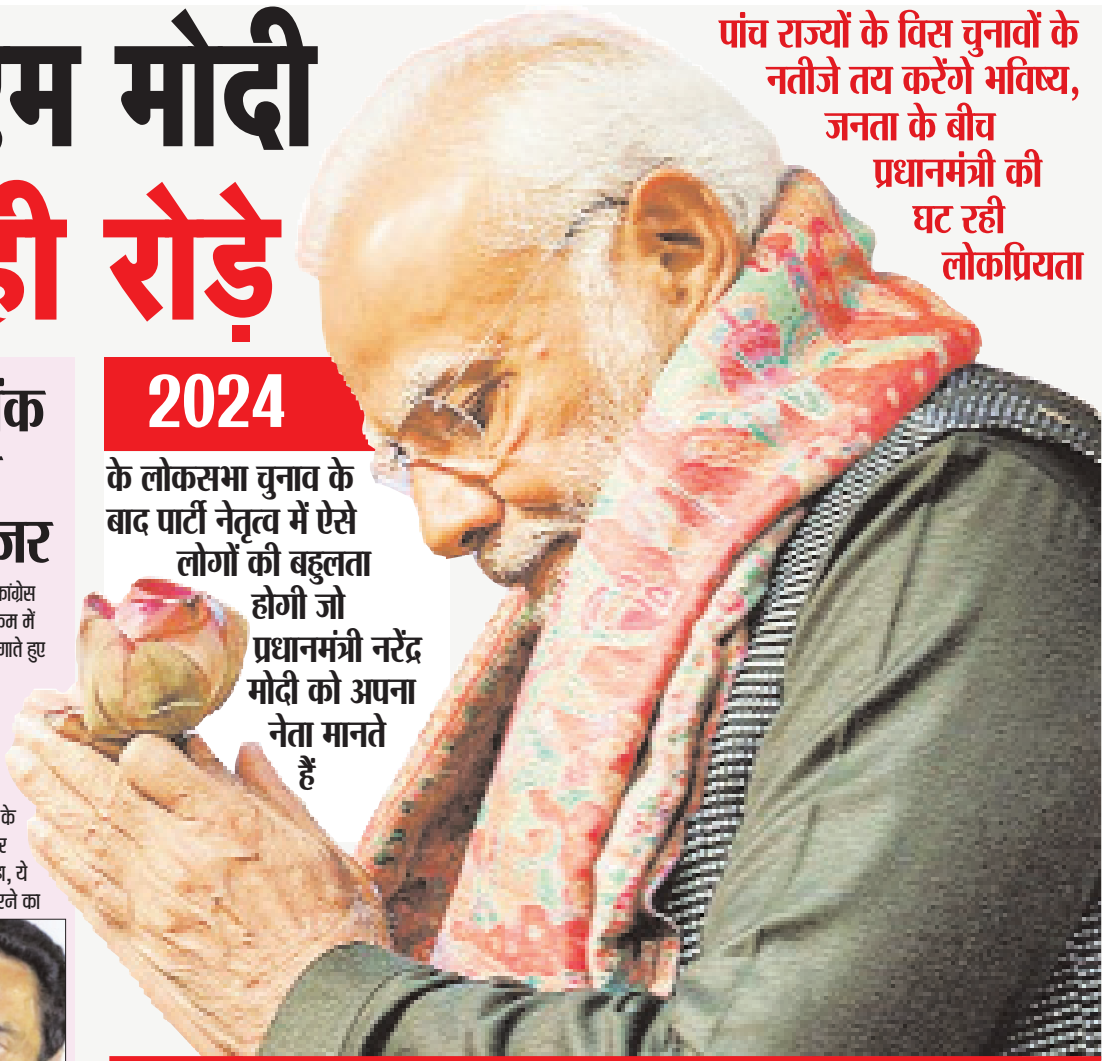 मोदी
रोड़े
पांच राज्यों के विस चुनावों के
नतीजे तय करेंगे भविष्य,
जनता के बीच
प्रधानमंत्री की
घट रही
लोकप्रियता
2024
के लोकसभा चुनाव के
बाद पार्टी नेतृत्व में ऐसे
लोगों की बहुलता
होगी जो
प्रधानमंत्री नरेंद्र
मोदी को अपना
नेता मानते
हैं
कांग्रेस
में
हुए
के
ये
का